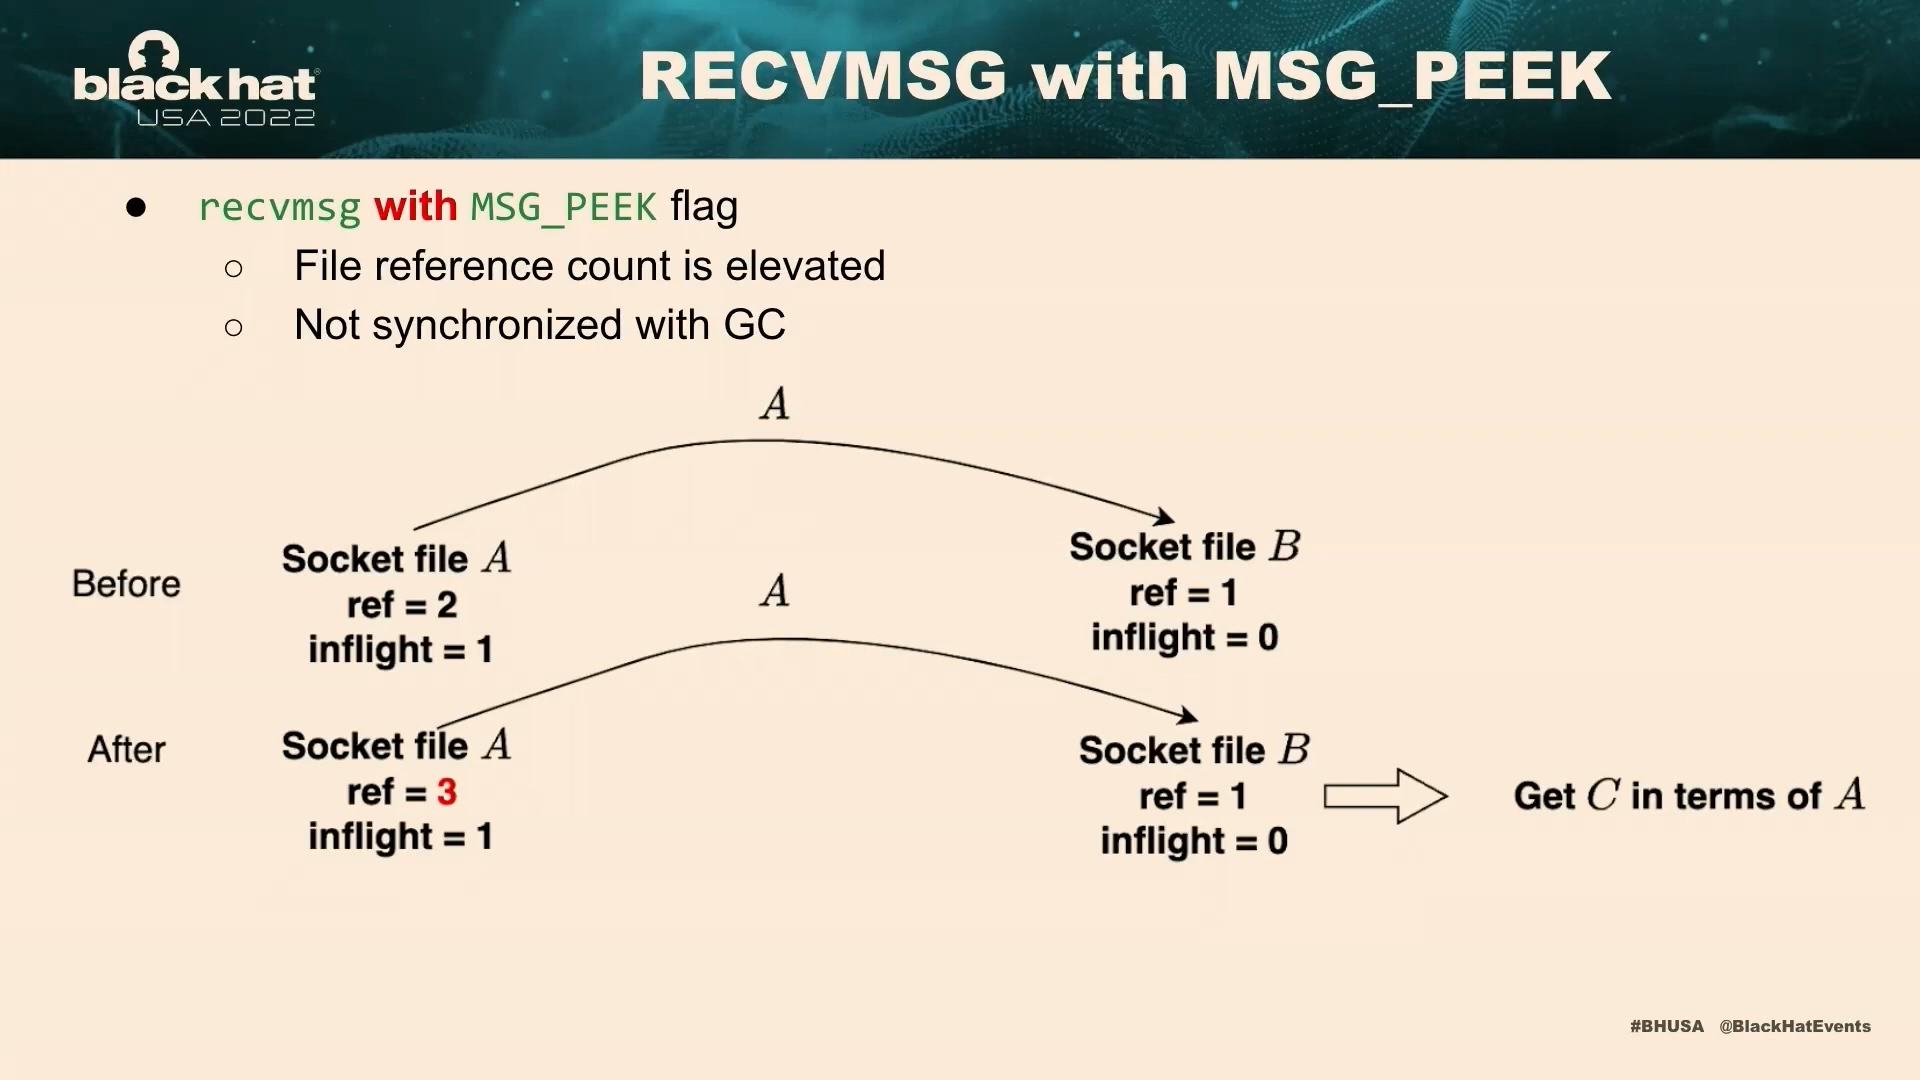 black hat
USA 2022
RECVMSG with MSG_PEEK
● recvmsg with MSG_PEEK flag
○ File reference count is elevated
○ Not synchronized with GC
A
Before
Socket file A
ref = 2
inflight = 1
Socket file B
ref = 1
inflight = 0
A
After
Socket file A
ref = 3
inflight = 1
Socket file B
ref = 1
inflight = 0
Get C in terms of A
#BHUSA @BlackHatEvents